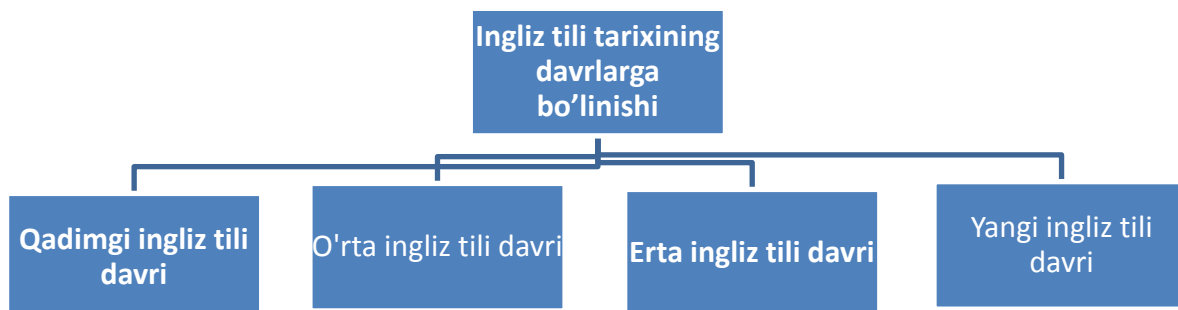 Ingliz tili tarixining
davrlarga
bo’linishi
Qadimgi ingliz tili
davri
O'rta ingliz tili davri
Erta ingliz tili davri
Yangi ingliz tili
davri